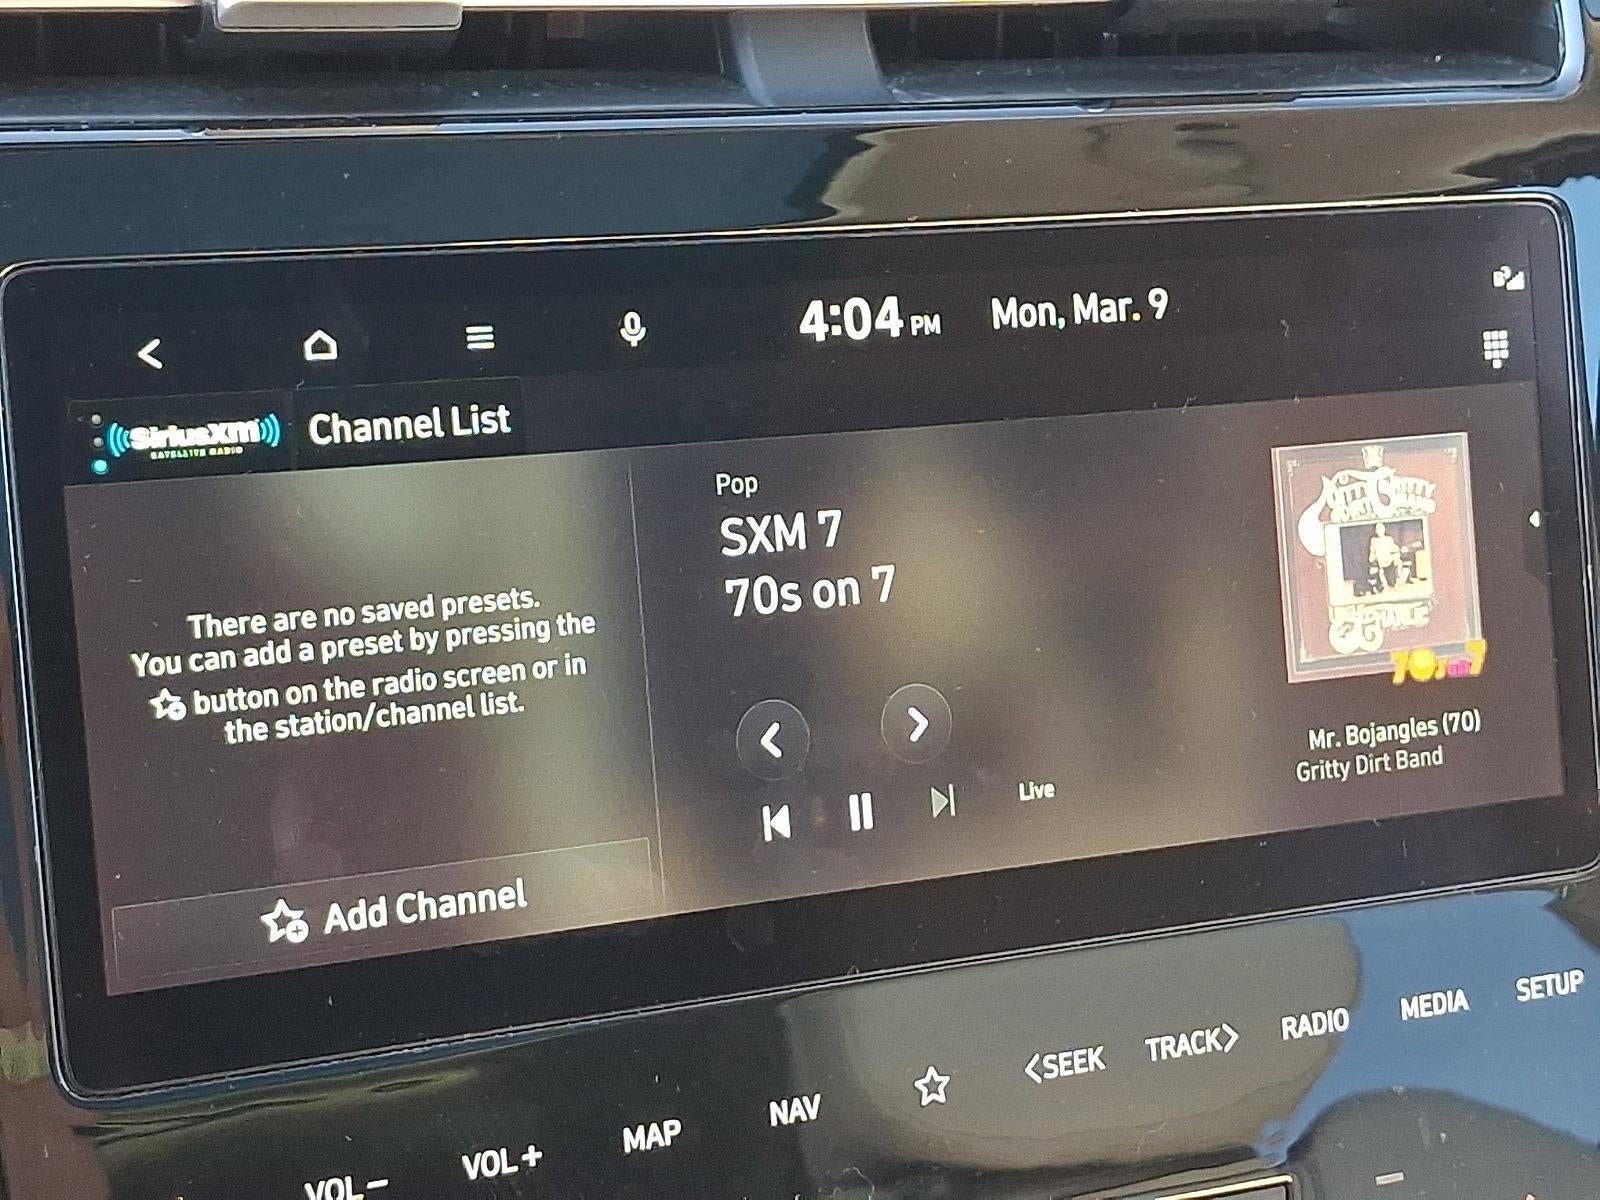 4:04 PM Mon, Mar. 9
SiriusXM
SATELLITE RADIO
Channel List
There are no saved presets.
You can add a preset by pressing the
button on the radio screen or in
the station/channel list.
Add Channel
Pop
SXM 7
70s on 7
Live
70s on 7
Mr. Bojangles (70)
Gritty Dirt Band
VOL−
VOL+
MAP
NAV
<SEEK
TRACK>
RADIO
MEDIA
SETUP